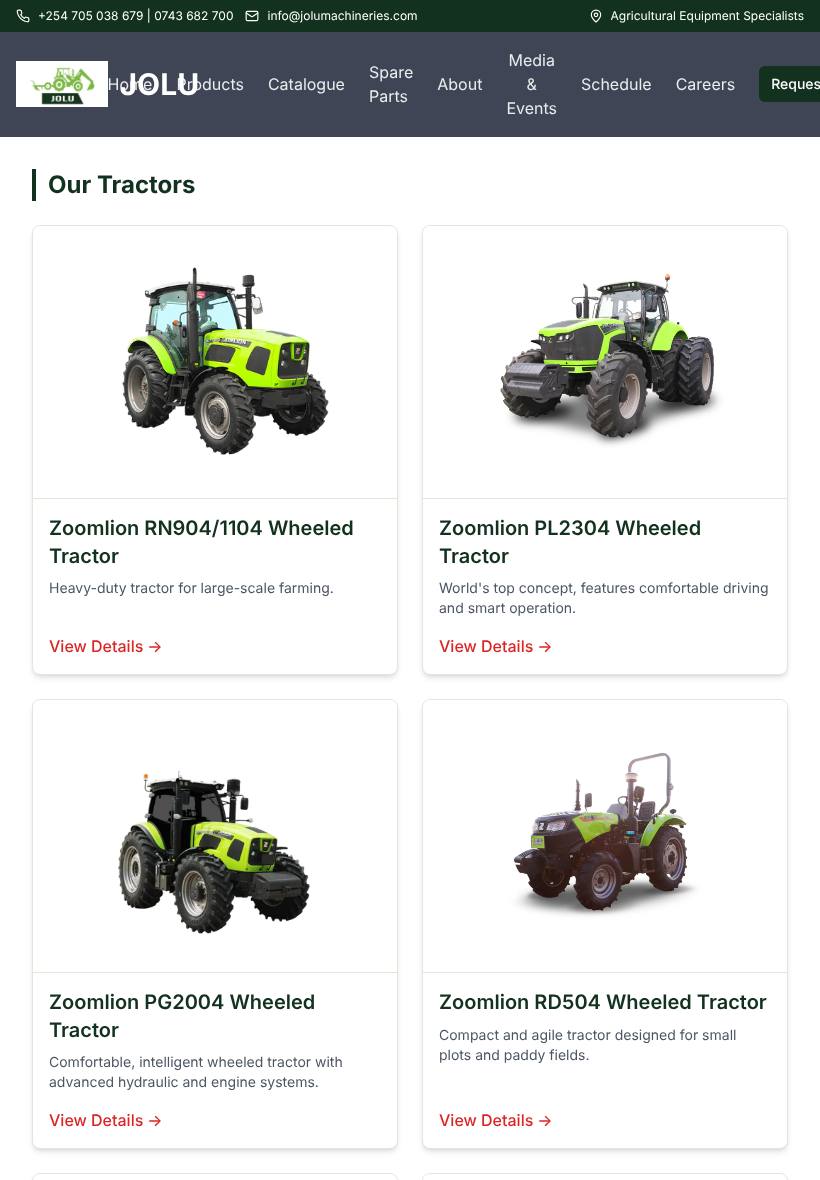 +254 705 038 679 | 0743 682 700 info@jolumachineries.com Agricultural Equipment Specialists
JOLU
JOLU
Home Products Catalogue Spare Parts About Media & Events Schedule Careers Reques
Our Tractors
Zoomlion RN904/1104 Wheeled
Tractor
Heavy-duty tractor for large-scale farming.
View Details →
Zoomlion PL2304 Wheeled
Tractor
World's top concept, features comfortable driving
and smart operation.
View Details →
Zoomlion PG2004 Wheeled
Tractor
Comfortable, intelligent wheeled tractor with
advanced hydraulic and engine systems.
View Details →
Zoomlion RD504 Wheeled Tractor
Compact and agile tractor designed for small
plots and paddy fields.
View Details →